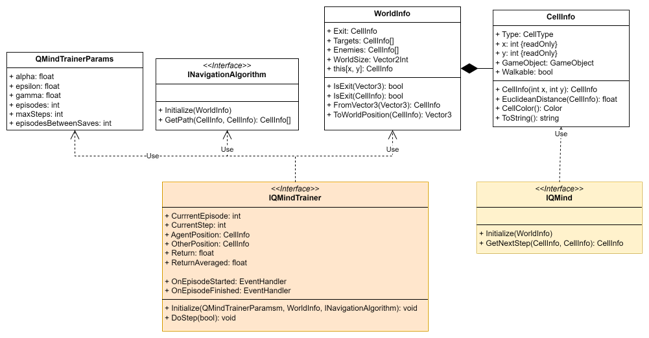 QMindTrainerParams
+ alpha: float
+ epsilon: float
+ gamma: float
+ episodes: int
+ maxSteps: int
+ episodesBetweenSaves: int
<<Interface>>
INavigationAlgorithm
+ Initialize(WorldInfo)
+ GetPath(CellInfo, CellInfo): CellInfo[]
WorldInfo
+ Exit: CellInfo
+ Targets: CellInfo[]
+ Enemies: CellInfo[]
+ WorldSize: Vector2Int
+ this[x, y]: CellInfo
+ IsExit(Vector3): bool
+ IsExit(CellInfo): bool
+ FromVector3(Vector3): CellInfo
+ ToWorldPosition(CellInfo): Vector3
CellInfo
+ Type: CellType
+ x: int {readOnly}
+ y: int {readOnly}
+ GameObject: GameObject
+ Walkable: bool
+ CellInfo(int x, int y): CellInfo
+ EuclideanDistance(CellInfo): float
+ CellColor(): Color
+ ToString(): string
Use
Use
Use
Use
<<Interface>>
IQMindTrainer
+ CurrrentEpisode: int
+ CurrentStep: int
+ AgentPosition: CellInfo
+ OtherPosition: CellInfo
+ Return: float
+ ReturnAveraged: float
+ OnEpisodeStarted: EventHandler
+ OnEpisodeFinished: EventHandler
+ Initialize(QMindTrainerParamsm, WorldInfo, INavigationAlgorithm): void
+ DoStep(bool): void
<<Interface>>
IQMind
+ Initialize(WorldInfo)
+ GetNextStep(CellInfo, CellInfo): CellInfo